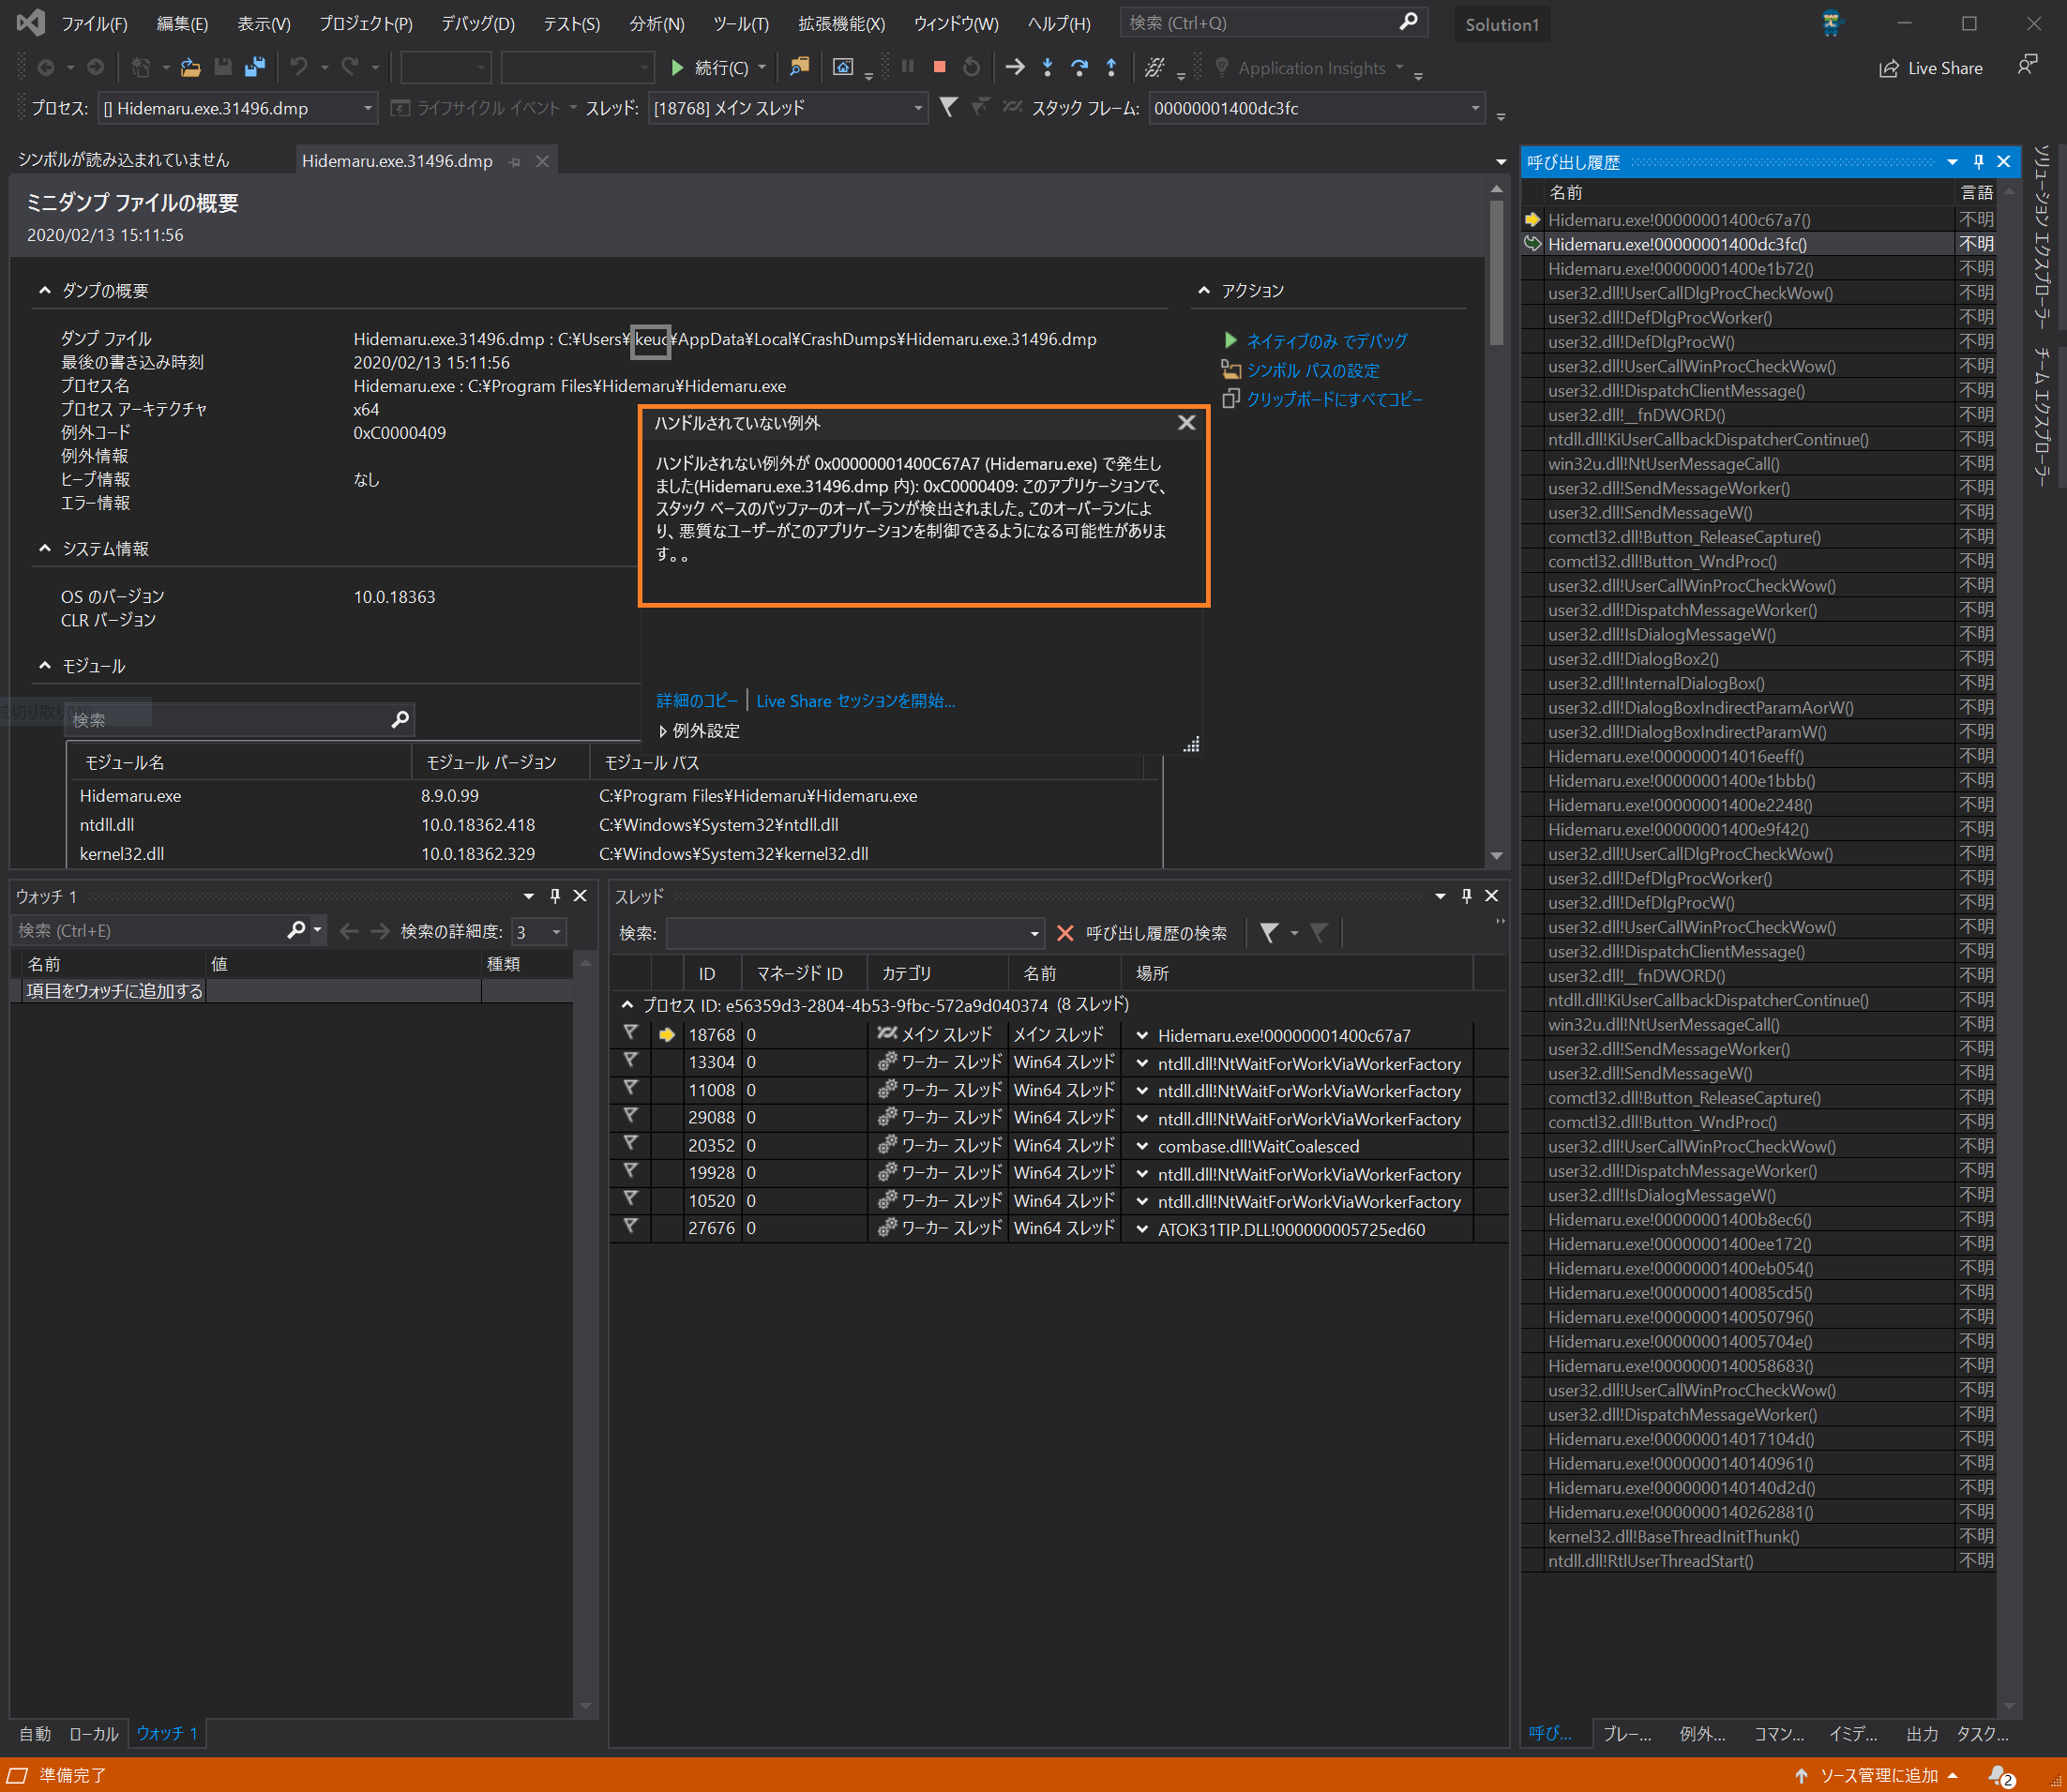 ファイル(F) 編集(E) 表示(V) プロジェクト(P) デバッグ(D) テスト(S) 分析(N) ツール(T) 拡張機能(X) ウィンドウ(W) ヘルプ(H) 検索 (Ctrl+Q) Solution1
続行(C) Application Insights Live Share
プロセス: [] Hidemaru.exe.31496.dmp ライフサイクル イベント スレッド: [18768] メイン スレッド スタック フレーム: 00000001400dc3fc
シンボルが読み込まれていません Hidemaru.exe.31496.dmp
ミニダンプ ファイルの概要
2020/02/13 15:11:56
ダンプの概要
ダンプ ファイル Hidemaru.exe.31496.dmp : C:¥Users¥keuc¥AppData¥Local¥CrashDumps¥Hidemaru.exe.31496.dmp
最後の書き込み時刻 2020/02/13 15:11:56
プロセス名 Hidemaru.exe : C:¥Program Files¥Hidemaru¥Hidemaru.exe
プロセス アーキテクチャ x64
例外コード 0xC0000409
例外情報
ヒープ情報 なし
エラー情報
システム情報
OS のバージョン 10.0.18363
CLR バージョン
モジュール
検索
モジュール名 モジュール バージョン モジュール パス
Hidemaru.exe 8.9.0.99 C:¥Program Files¥Hidemaru¥Hidemaru.exe
ntdll.dll 10.0.18362.418 C:¥Windows¥System32¥ntdll.dll
kernel32.dll 10.0.18362.329 C:¥Windows¥System32¥kernel32.dll
アクション
ネイティブのみ でデバッグ
シンボル パスの設定
クリップボードにすべてコピー
ハンドルされていない例外
ハンドルされない例外が 0x00000001400C67A7 (Hidemaru.exe) で発生し
ました(Hidemaru.exe.31496.dmp 内): 0xC0000409: このアプリケーションで、
スタック ベースのバッファーのオーバーランが検出されました。このオーバーランによ
り、悪質なユーザーがこのアプリケーションを制御できるようになる可能性がありま
す。。
詳細のコピー Live Share セッションを開始...
例外設定
ウォッチ 1
検索 (Ctrl+E) 検索の詳細度: 3
名前 値 種類
項目をウォッチに追加する
自動 ローカル ウォッチ 1
スレッド
検索: 呼び出し履歴の検索
ID マネージド ID カテゴリ 名前 場所
プロセス ID: e56359d3-2804-4b53-9fbc-572a9d040374 (8 スレッド)
18768 0 メイン スレッド メイン スレッド Hidemaru.exe!00000001400c67a7
13304 0 ワーカー スレッド Win64 スレッド ntdll.dll!NtWaitForWorkViaWorkerFactory
11008 0 ワーカー スレッド Win64 スレッド ntdll.dll!NtWaitForWorkViaWorkerFactory
29088 0 ワーカー スレッド Win64 スレッド ntdll.dll!NtWaitForWorkViaWorkerFactory
20352 0 ワーカー スレッド Win64 スレッド combase.dll!WaitCoalesced
19928 0 ワーカー スレッド Win64 スレッド ntdll.dll!NtWaitForWorkViaWorkerFactory
10520 0 ワーカー スレッド Win64 スレッド ntdll.dll!NtWaitForWorkViaWorkerFactory
27676 0 ワーカー スレッド Win64 スレッド ATOK31TIP.DLL!000000005725ed60
呼び出し履歴
名前 言語
Hidemaru.exe!00000001400c67a7() 不明
Hidemaru.exe!00000001400dc3fc() 不明
Hidemaru.exe!00000001400e1b72() 不明
user32.dll!UserCallDlgProcCheckWow() 不明
user32.dll!DefDlgProcWorker() 不明
user32.dll!DefDlgProcW() 不明
user32.dll!UserCallWinProcCheckWow() 不明
user32.dll!DispatchClientMessage() 不明
user32.dll!__fnDWORD() 不明
ntdll.dll!KiUserCallbackDispatcherContinue() 不明
win32u.dll!NtUserMessageCall() 不明
user32.dll!SendMessageWorker() 不明
user32.dll!SendMessageW() 不明
comctl32.dll!Button_ReleaseCapture() 不明
comctl32.dll!Button_WndProc() 不明
user32.dll!UserCallWinProcCheckWow() 不明
user32.dll!DispatchMessageWorker() 不明
user32.dll!IsDialogMessageW() 不明
user32.dll!DialogBox2() 不明
user32.dll!InternalDialogBox() 不明
user32.dll!DialogBoxIndirectParamAorW() 不明
user32.dll!DialogBoxIndirectParamW() 不明
Hidemaru.exe!000000014016eeff() 不明
Hidemaru.exe!00000001400e1bbb() 不明
Hidemaru.exe!00000001400e2248() 不明
Hidemaru.exe!00000001400e9f42() 不明
user32.dll!UserCallDlgProcCheckWow() 不明
user32.dll!DefDlgProcWorker() 不明
user32.dll!DefDlgProcW() 不明
user32.dll!UserCallWinProcCheckWow() 不明
user32.dll!DispatchClientMessage() 不明
user32.dll!__fnDWORD() 不明
ntdll.dll!KiUserCallbackDispatcherContinue() 不明
win32u.dll!NtUserMessageCall() 不明
user32.dll!SendMessageWorker() 不明
user32.dll!SendMessageW() 不明
comctl32.dll!Button_ReleaseCapture() 不明
comctl32.dll!Button_WndProc() 不明
user32.dll!UserCallWinProcCheckWow() 不明
user32.dll!DispatchMessageWorker() 不明
user32.dll!IsDialogMessageW() 不明
Hidemaru.exe!00000001400b8ec6() 不明
Hidemaru.exe!00000001400ee172() 不明
Hidemaru.exe!00000001400eb054() 不明
Hidemaru.exe!0000000140085cd5() 不明
Hidemaru.exe!0000000140050796() 不明
Hidemaru.exe!000000014005704e() 不明
Hidemaru.exe!0000000140058683() 不明
user32.dll!UserCallWinProcCheckWow() 不明
user32.dll!DispatchMessageWorker() 不明
Hidemaru.exe!000000014017104d() 不明
Hidemaru.exe!0000000140140961() 不明
Hidemaru.exe!0000000140140d2d() 不明
Hidemaru.exe!0000000140262881() 不明
kernel32.dll!BaseThreadInitThunk() 不明
ntdll.dll!RtlUserThreadStart() 不明
呼び... ブレー... 例外... コマン... イミデ... 出力 タスク...
ソリューション エクスプローラー
チーム エクスプローラー
準備完了 ソース管理に追加 2